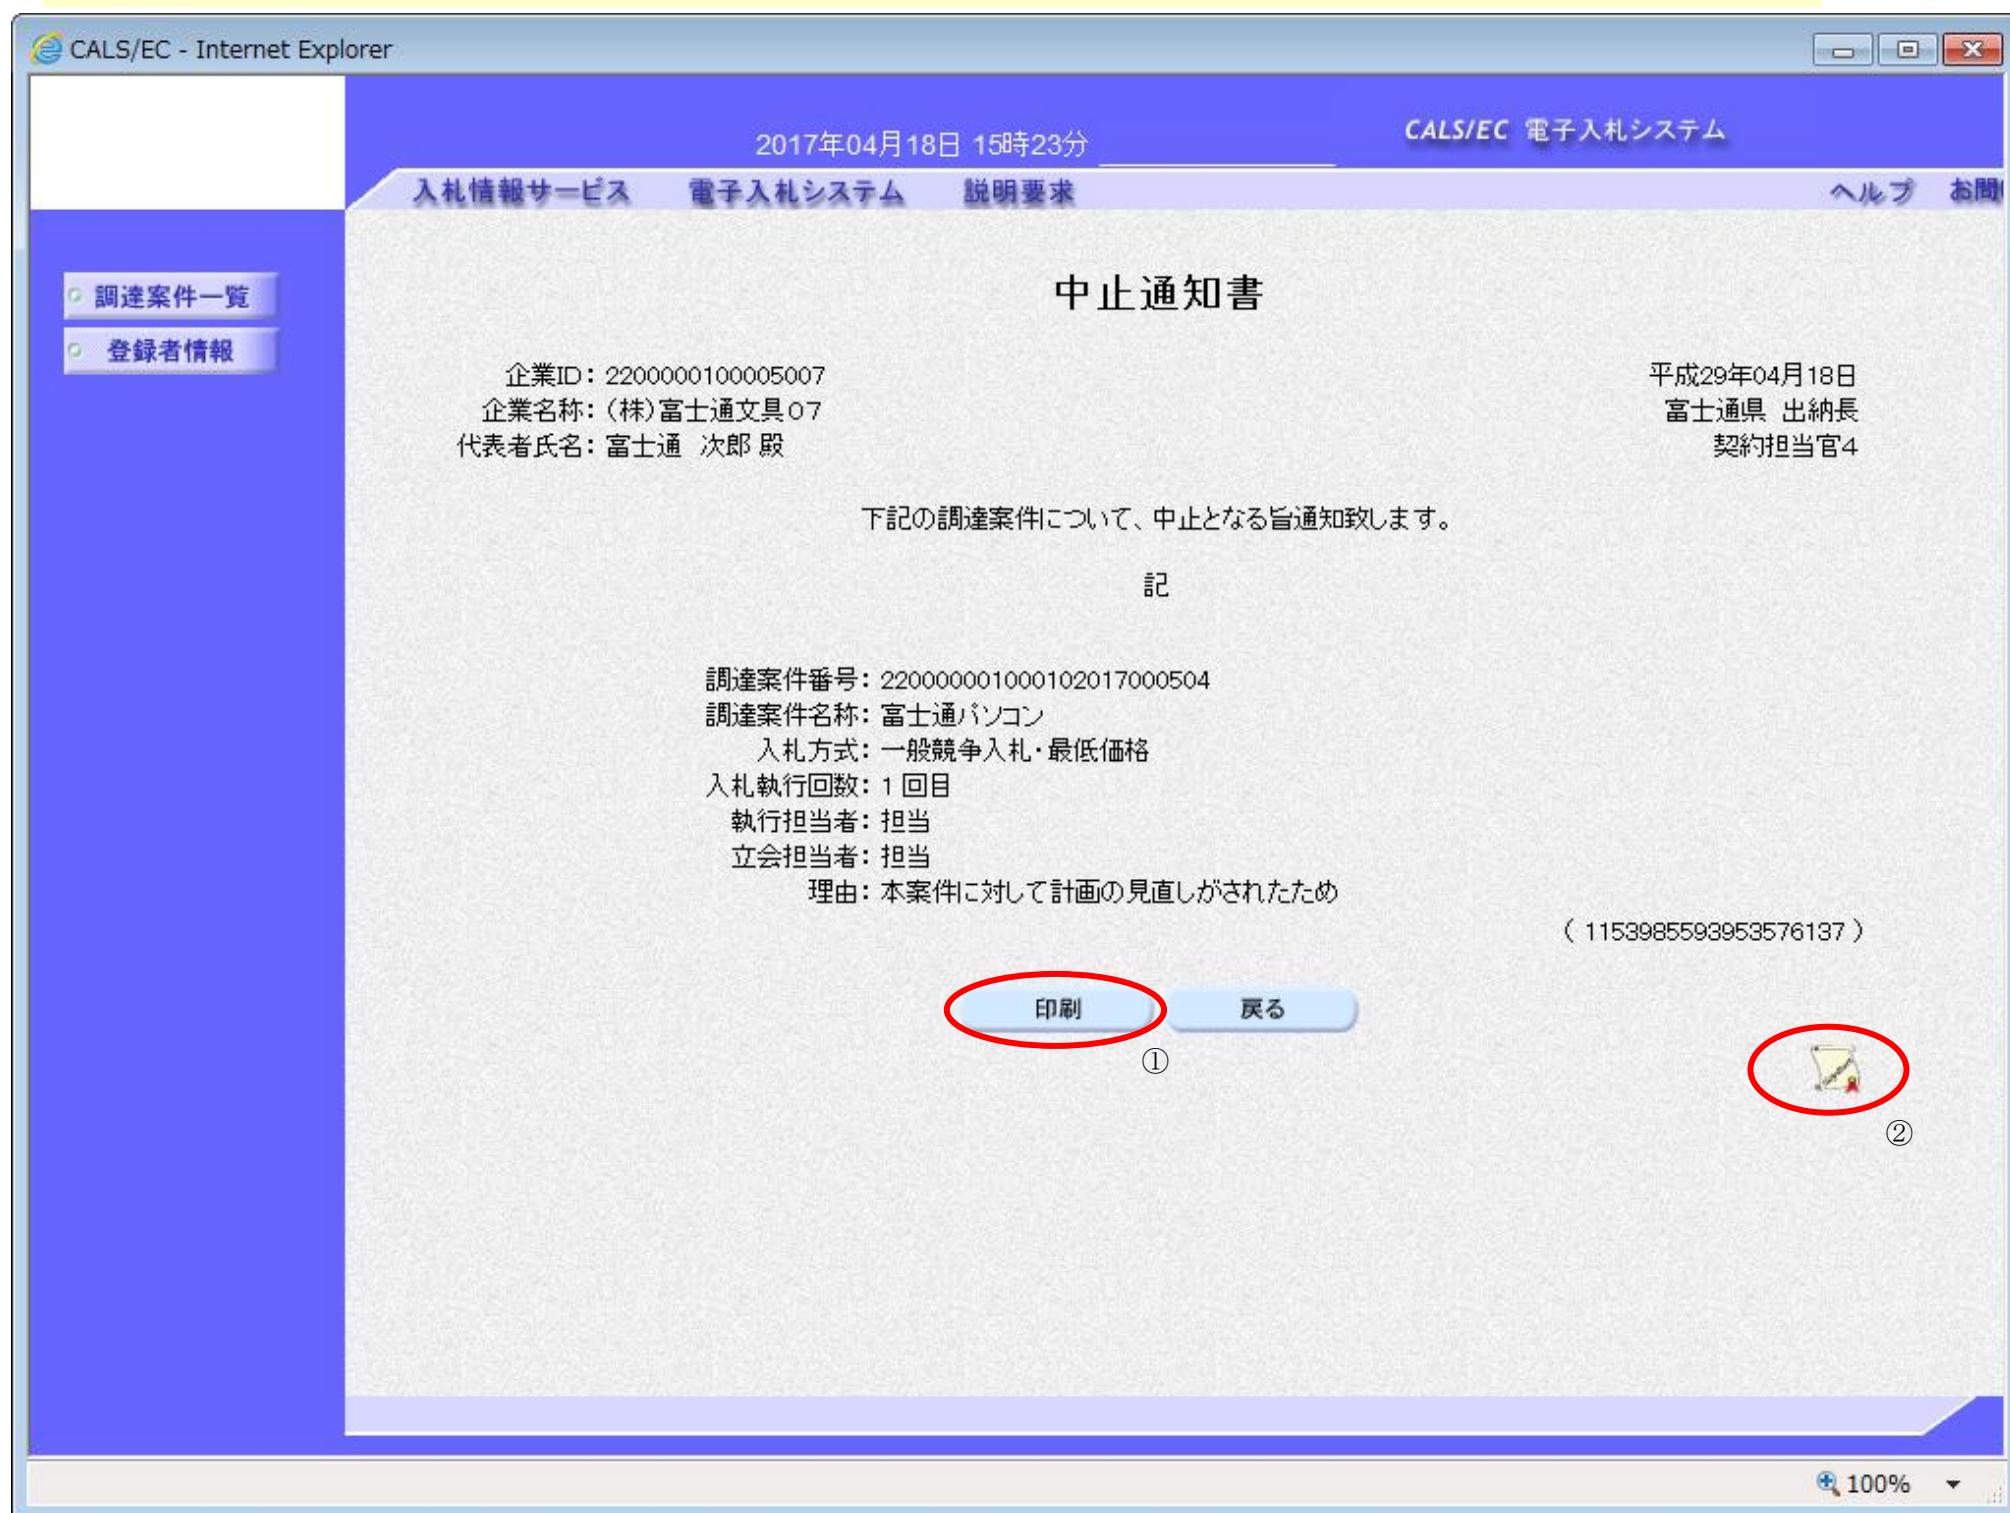 CALS/EC - Internet Explorer
2017年04月18日 15時23分
CALS/EC 電子入札システム
入札情報サービス 電子入札システム 説明要求 ヘルプ お問
調達案件一覧
登録者情報
中止通知書
企業ID：2200000100005007
企業名称：(株)富士通文具０７
代表者氏名：富士通 次郎 殿
平成29年04月18日
富士通県 出納長
契約担当官４
下記の調達案件について、中止となる旨通知致します。
記
調達案件番号：220000001000102017000504
調達案件名称：富士通パソコン
入札方式：一般競争入札・最低価格
入札執行回数：1 回目
執行担当者：担当
立会担当者：担当
理由：本案件に対して計画の見直しがされたため
（ 11539855939535​76137 ）
印刷 戻る
①
②
100%